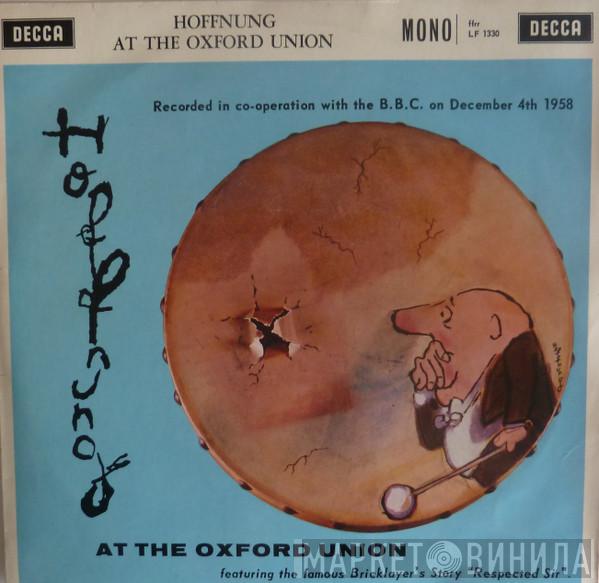 DECCA
HOFFNUNG
AT THE OXFORD UNION
MONO
ffrr
LF 1330
DECCA
Recorded in co-operation with the B.B.C. on December 4th 1958
Hoffnung
AT THE OXFORD UNION
featuring the famous Bricklayer's Story "Respected Sir"
МАРКЕТ ВИНИЛА